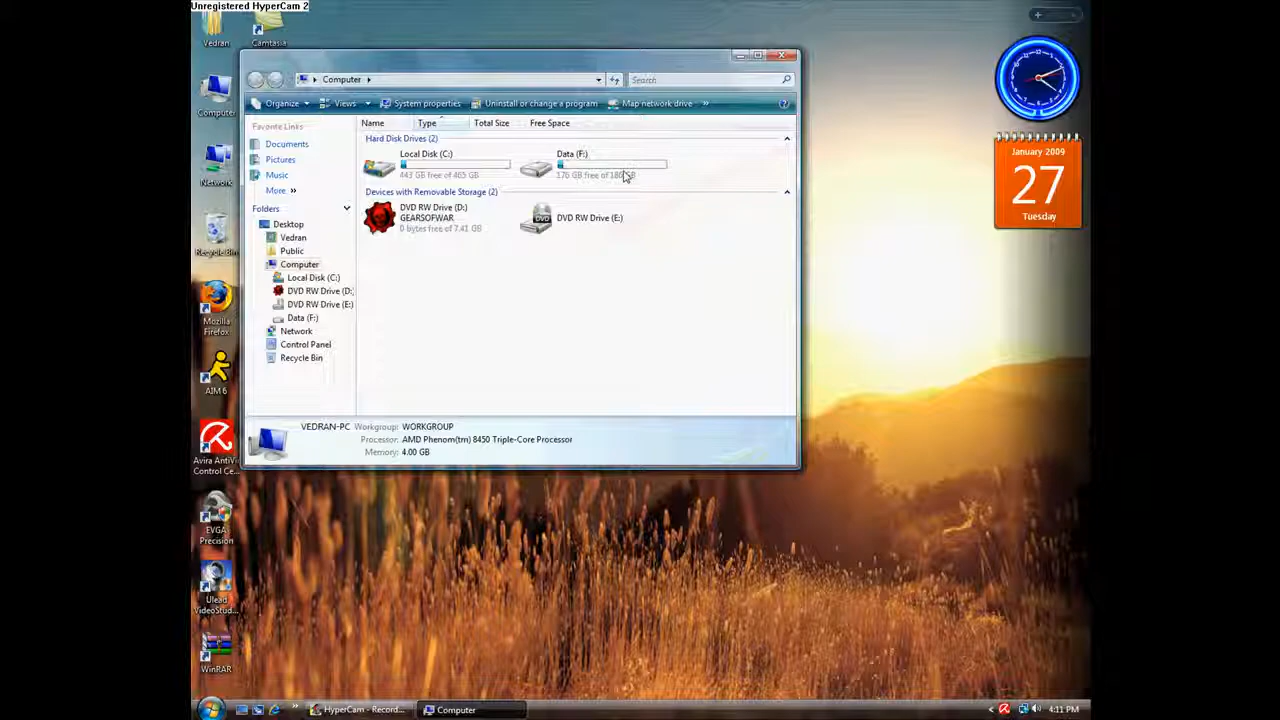 Unregistered HyperCam 2
Vedran
Camtasia
Computer
Network
Recycle Bin
Mozilla
Firefox
AIM 6
Avira AntiVi
Control Ce...
EVGA
Precision
Ulead
VideoStud...
WinRAR
Computer
Search
Organize
Views
System properties
Uninstall or change a program
Map network drive
»
Favorite Links
Documents
Pictures
Music
More »
Folders
Desktop
Vedran
Public
Computer
Local Disk (C:)
DVD RW Drive (D:)
DVD RW Drive (E:)
Data (F:)
Network
Control Panel
Recycle Bin
Name Type Total Size Free Space
Hard Disk Drives (2)
Local Disk (C:)
443 GB free of 465 GB
Data (F:)
176 GB free of
Devices with Removable Storage (2)
DVD RW Drive (D:)
GEARSOFWAR
0 bytes free of 7.41 GB
DVD
DVD RW Drive (E:)
VEDRAN-PC Workgroup: WORKGROUP
Processor: AMD Phenom(tm) 8450 Triple-Core Processor
Memory: 4.00 GB
January 2009
27
Tuesday
HyperCam - Record...
Computer
4:11 PM